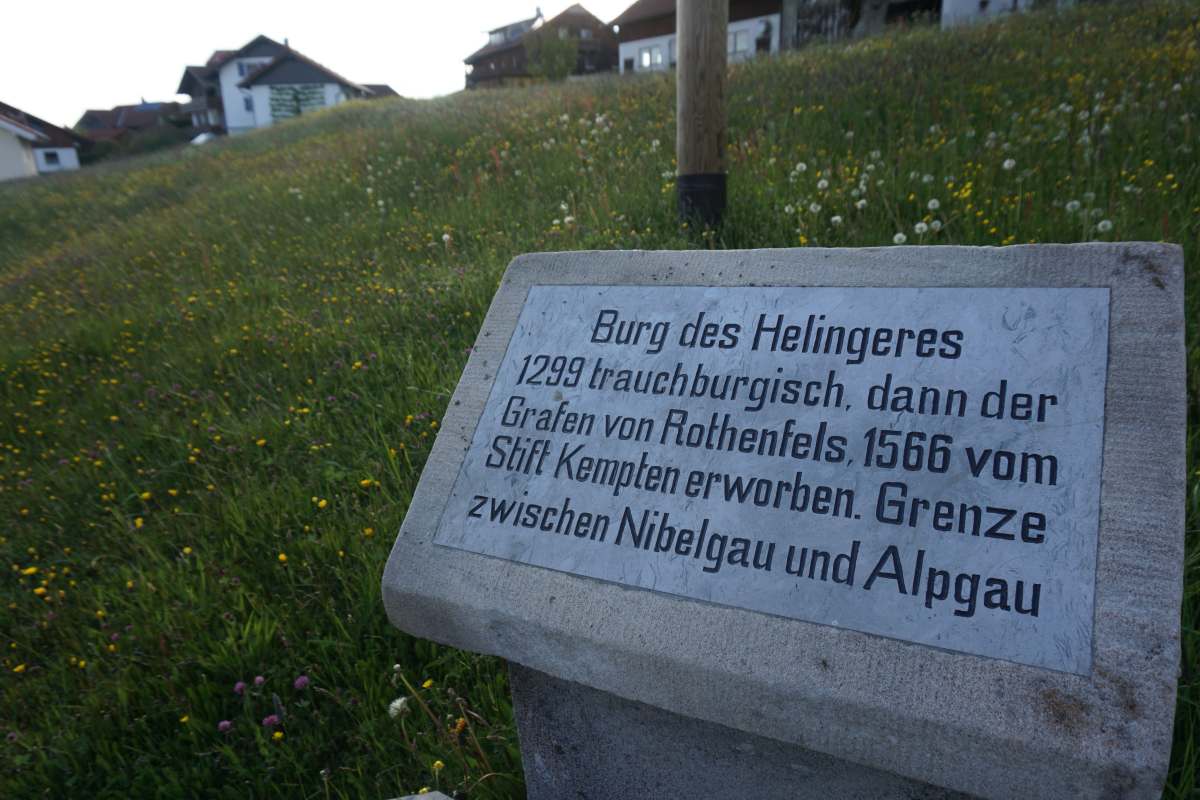 Burg des Helingeres
1299 trauchburgisch, dann der
Grafen von Rothenfels, 1566 vom
Stift Kempten erworben. Grenze
zwischen Nibelgau und Alpgau